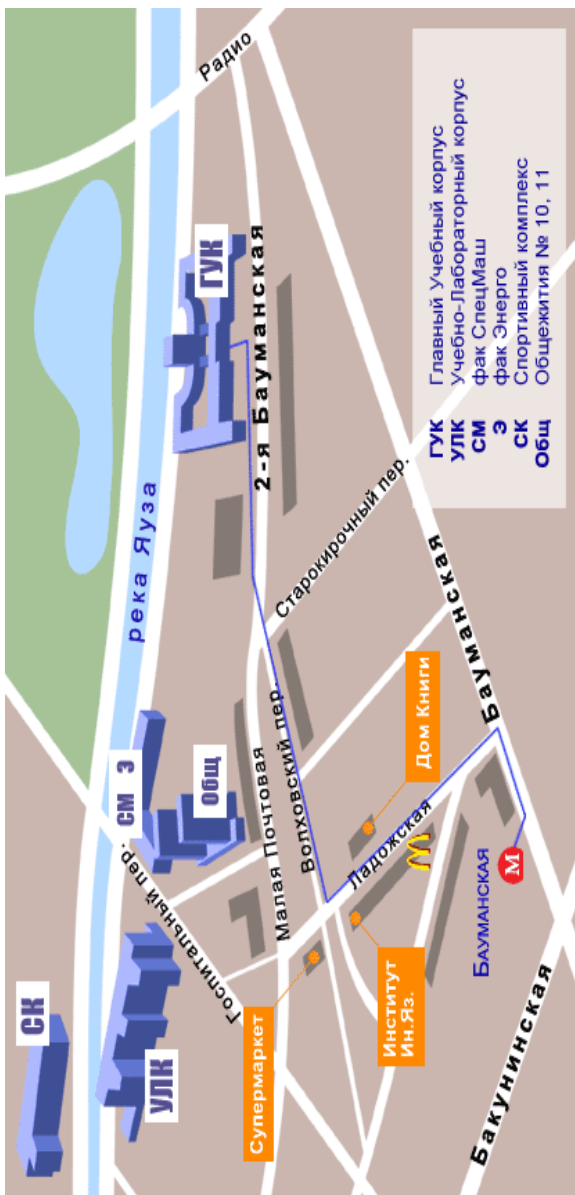 СК
УЛК
СМ Э
Общ
ГУК
река Яуза
Радио
Госпитальный пер.
Малая Почтовая
2-я Бауманская
Волховский пер.
Старокирочный пер.
Ладожская
Бауманская
Бакунинская
Супермаркет
Институт
Ин.Яз.
Дом Книги
БАУМАНСКАЯ
М
ГУК Главный Учебный корпус
УЛК Учебно-Лабораторный корпус
СМ фак СпецМаш
Э фак Энерго
СК Спортивный комплекс
Общ Общежития № 10, 11